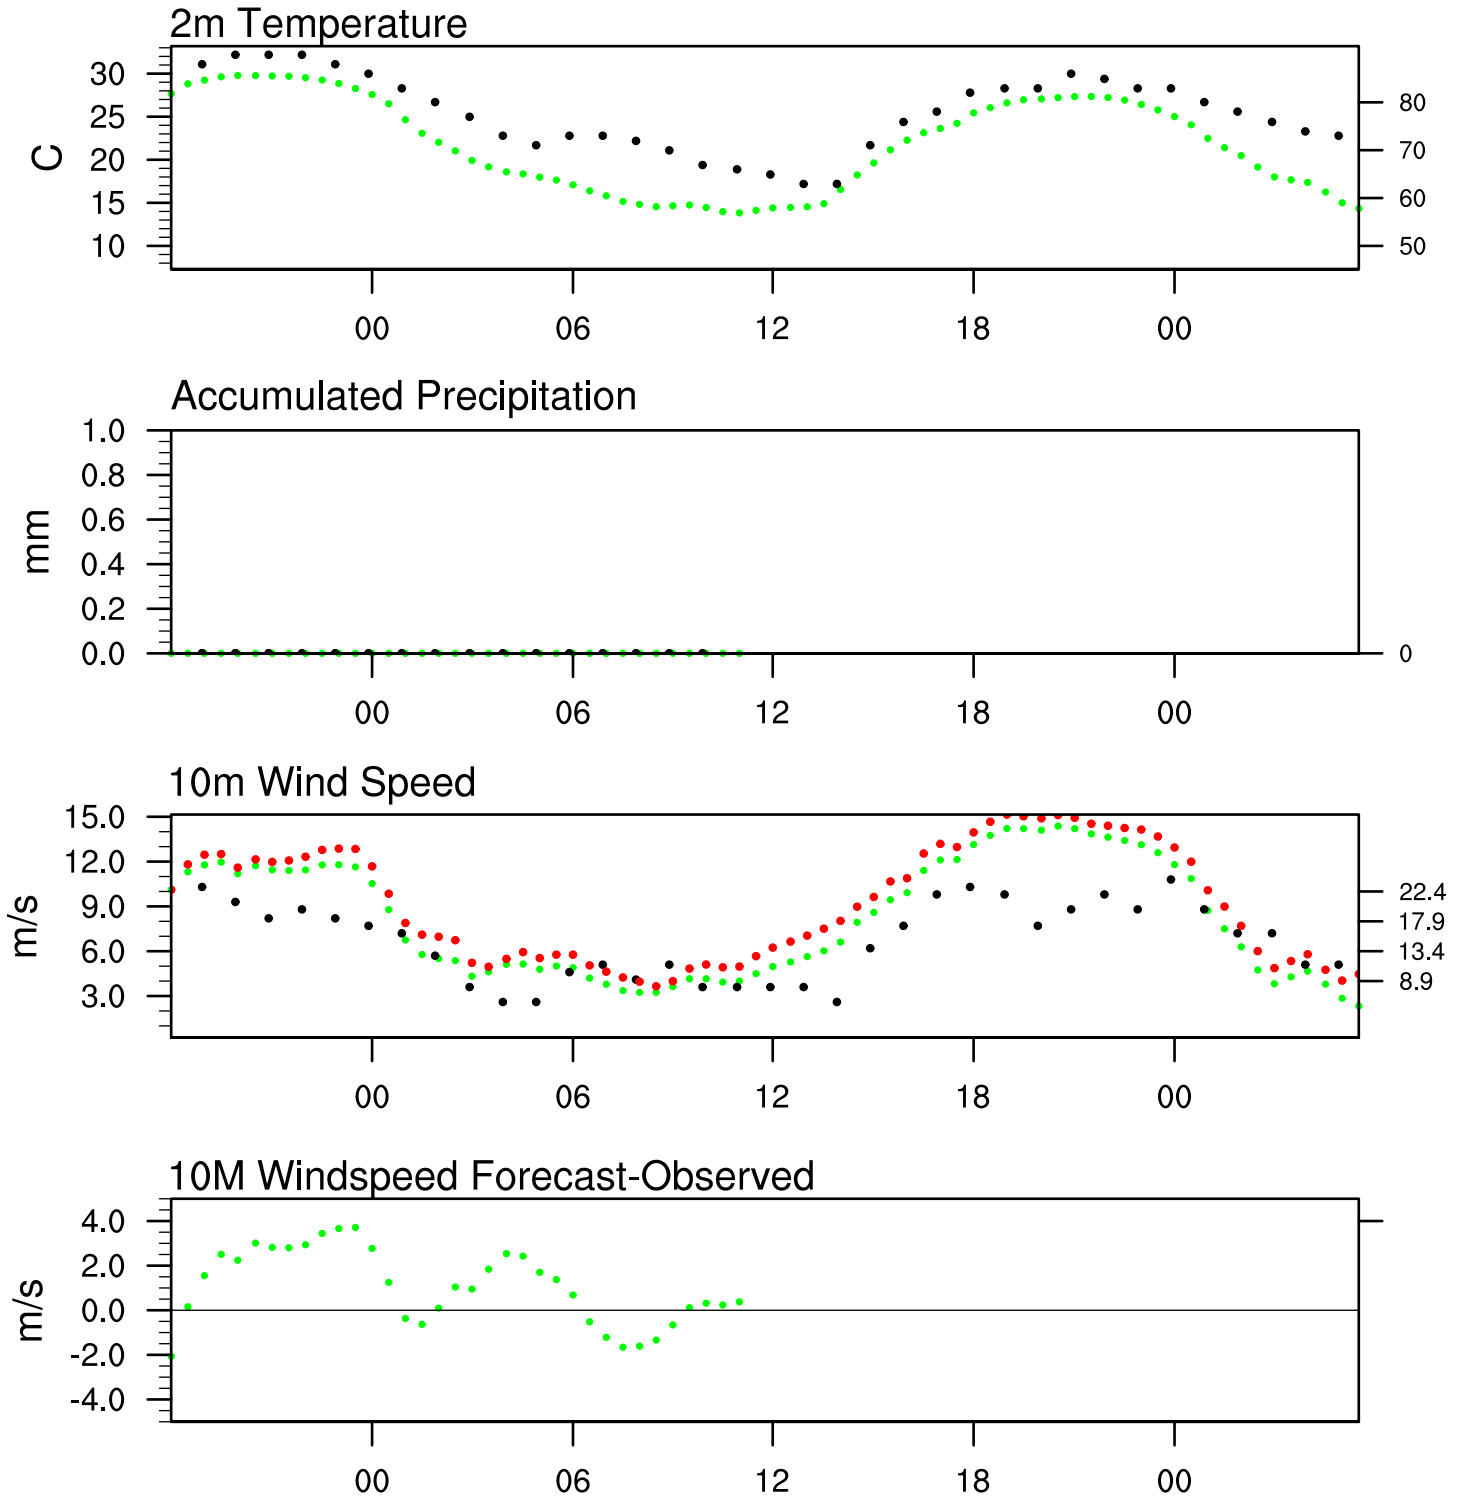 2m Temperature
30
25
20
15
10
C
80
70
60
50
00 06 12 18 00
Accumulated Precipitation
1.0
0.8
0.6
0.4
0.2
0.0
mm
0
00 06 12 18 00
10m Wind Speed
15.0
12.0
9.0
6.0
3.0
m/s
22.4
17.9
13.4
8.9
00 06 12 18 00
10M Windspeed Forecast-Observed
4.0
2.0
0.0
-2.0
-4.0
m/s
00 06 12 18 00